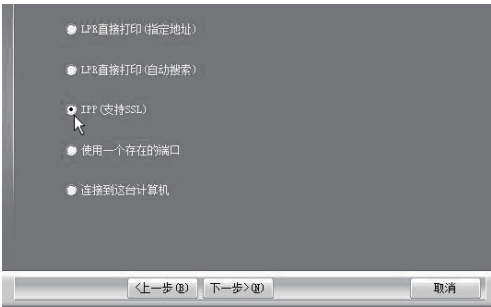 LPR直接打印(指定地址)
LPR直接打印(自动搜索)
IPP(支持SSL)
使用一个存在的端口
连接到这台计算机
<上一步(B) 下一步>(N) 取消